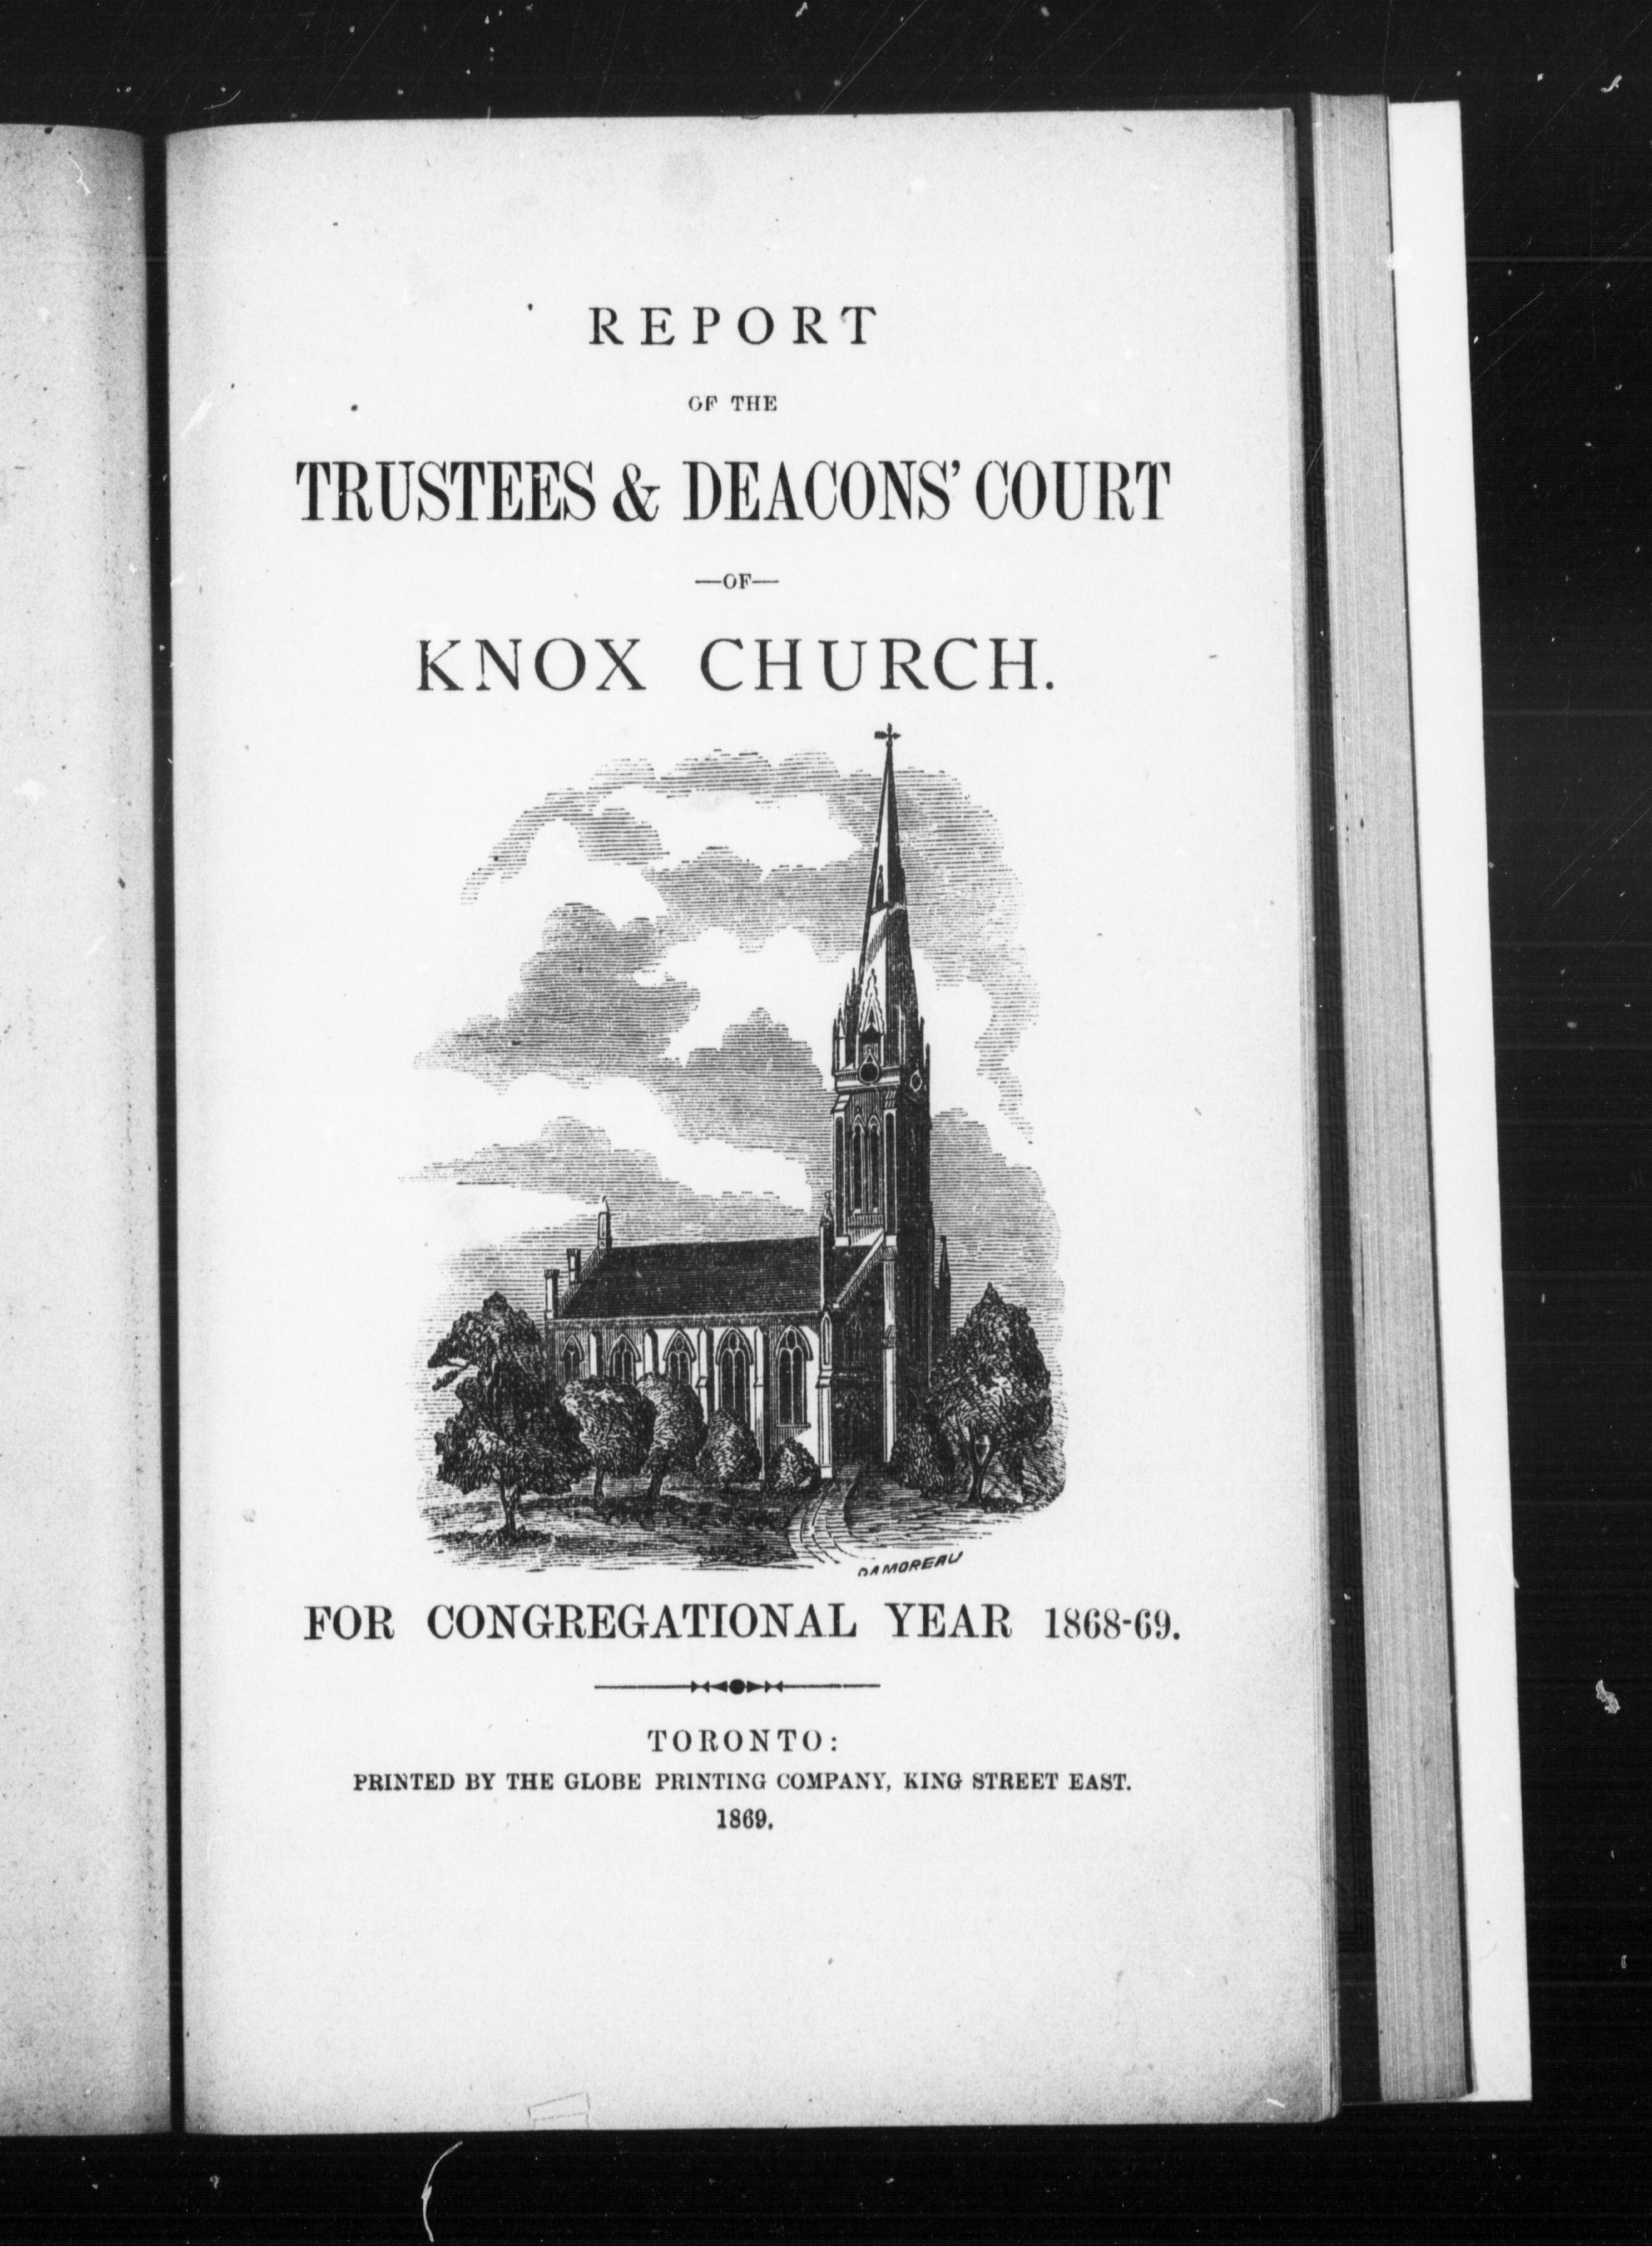 REPORT
OF THE
TRUSTEES & DEACONS' COURT
—OF—
KNOX CHURCH.
DAMOREAU
FOR CONGREGATIONAL YEAR 1868-69.
TORONTO:
PRINTED BY THE GLOBE PRINTING COMPANY, KING STREET EAST.
1869.